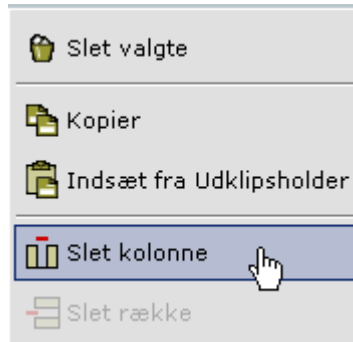 Slet valgte
Kopier
Indsæt fra Udklipsholder
Slet kolonne
Slet række